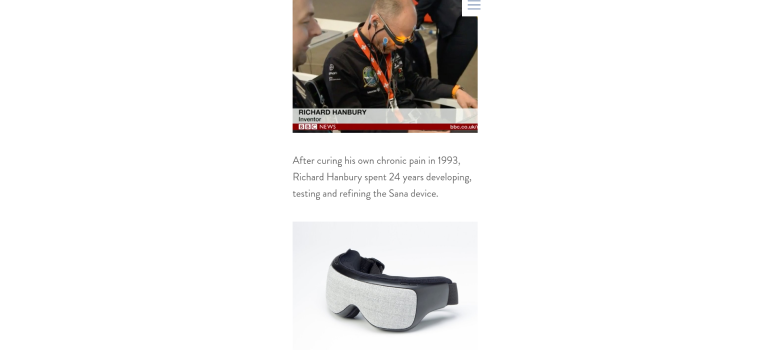 RICHARD HANBURY
Inventor
BBC NEWS bbc.co.uk/
After curing his own chronic pain in 1993,
Richard Hanbury spent 24 years developing,
testing and refining the Sana device.